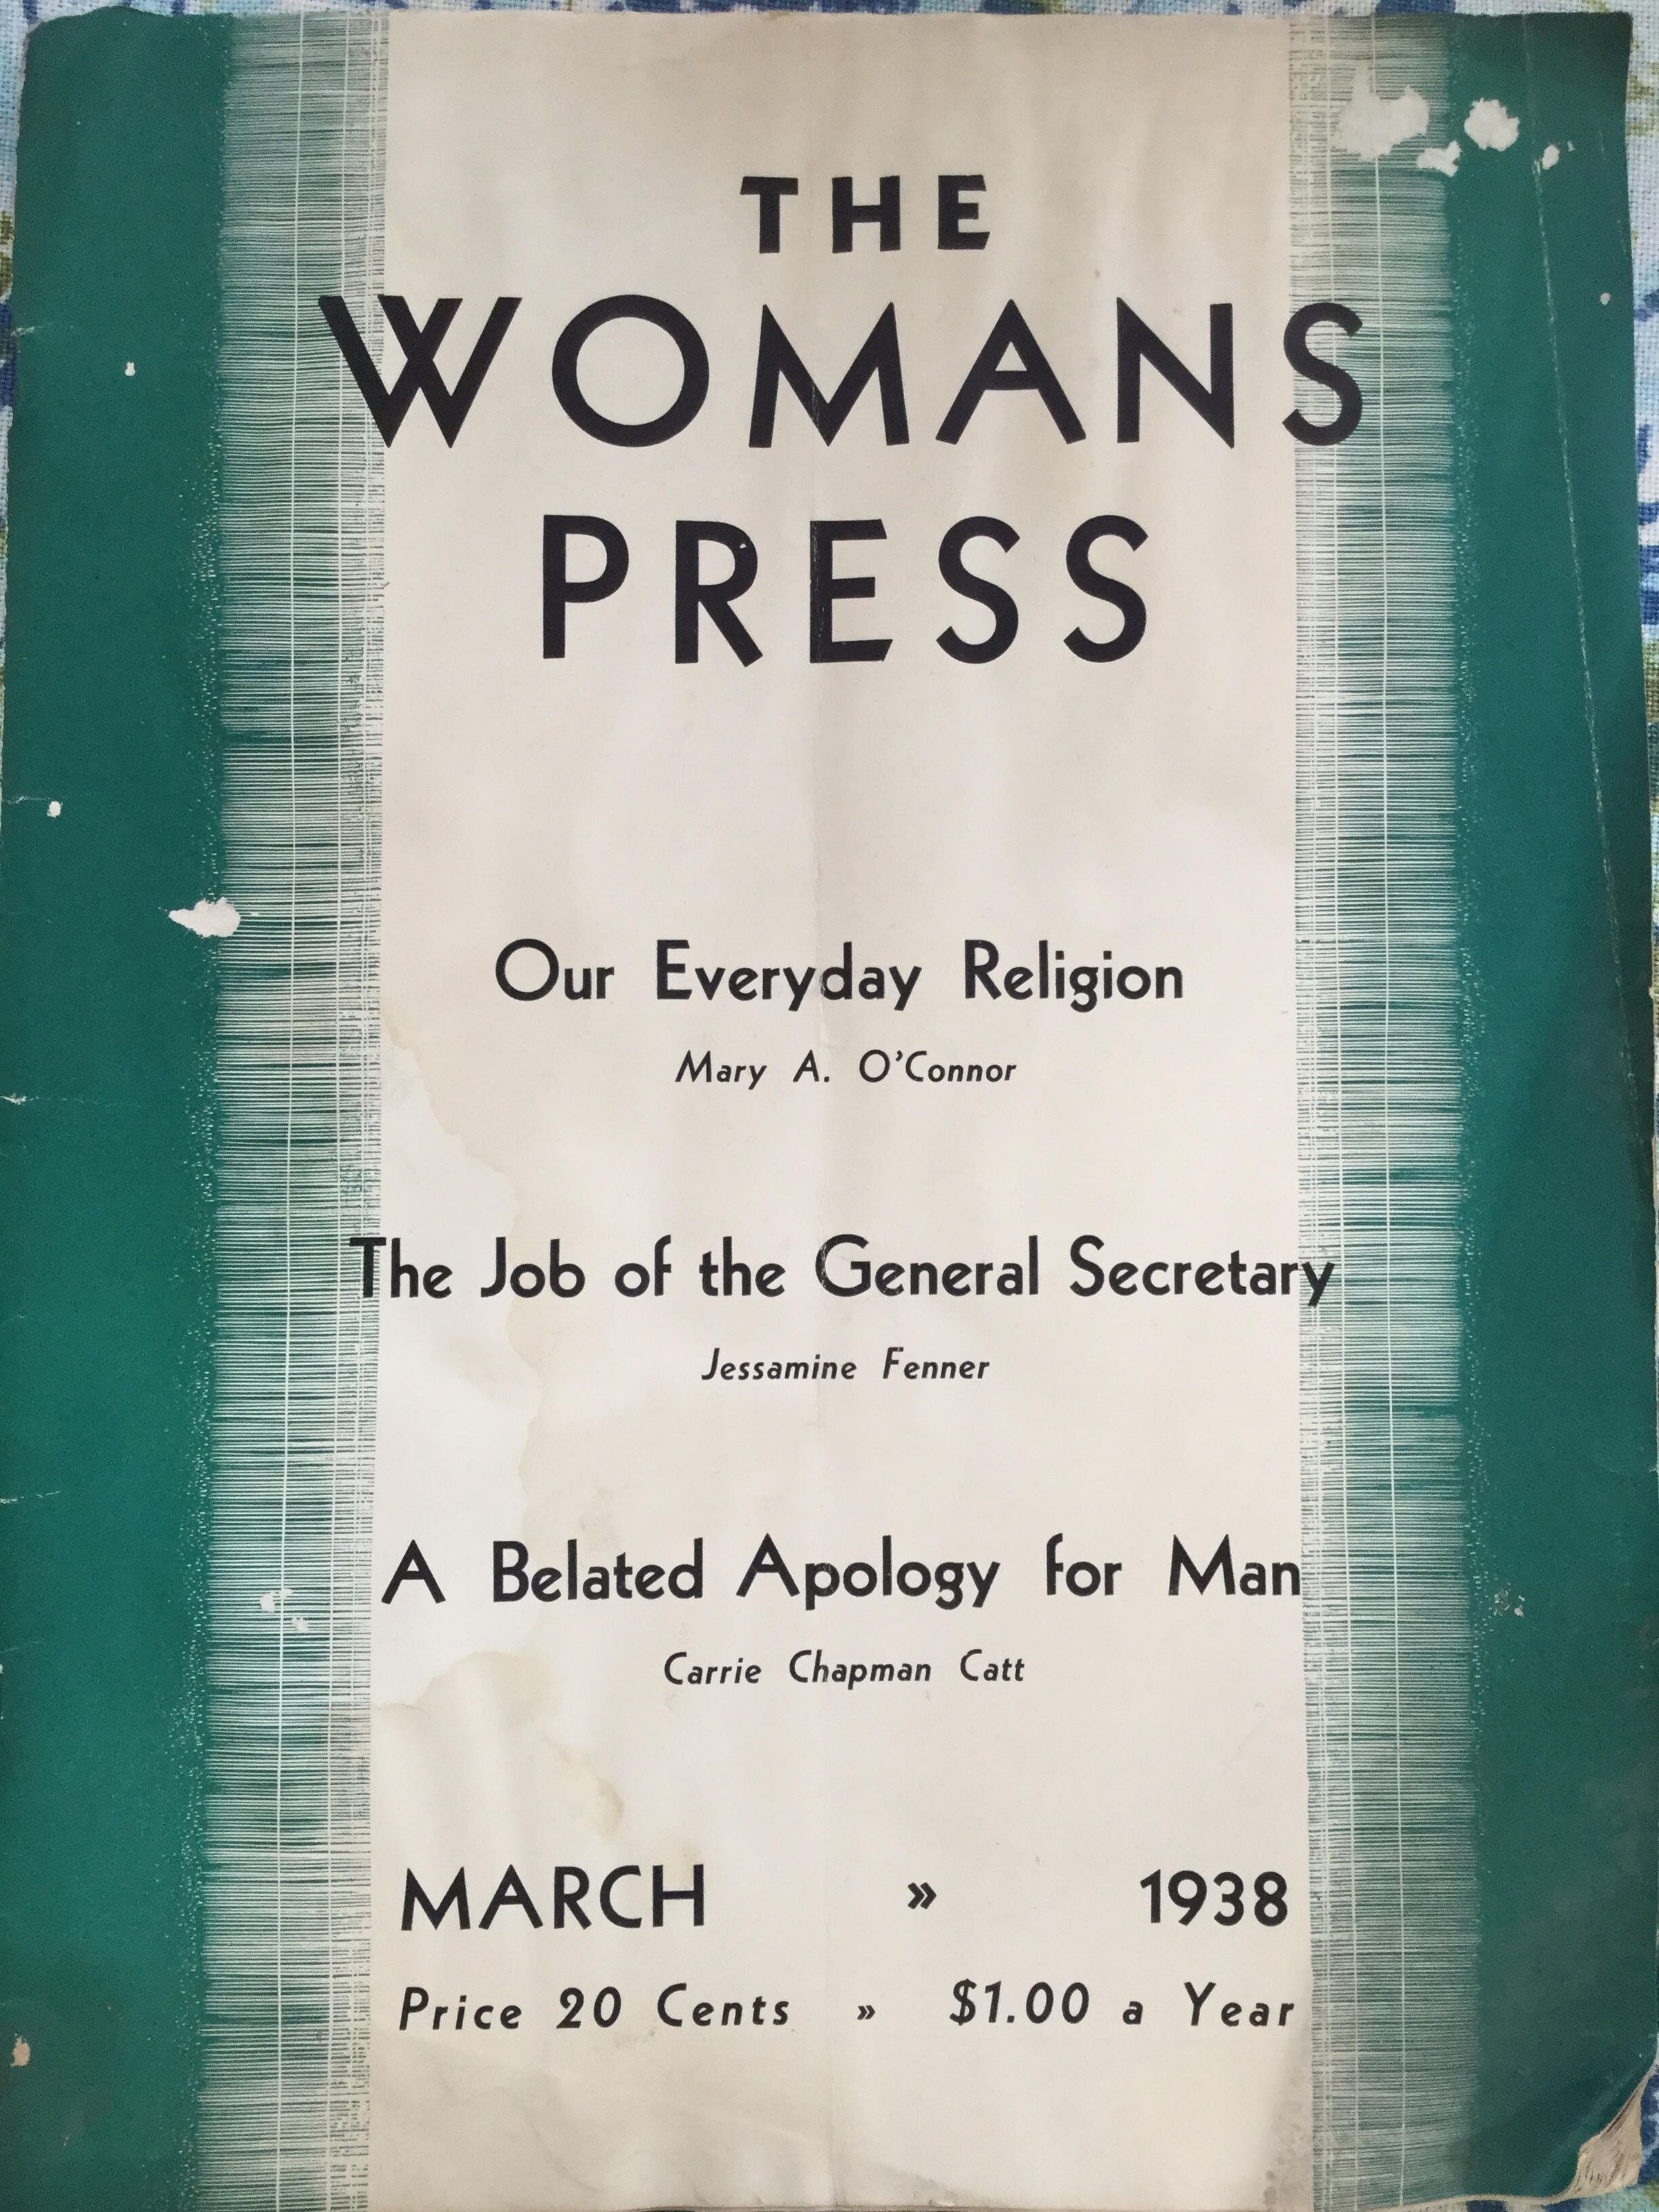 THE
WOMANS
PRESS
Our Everyday Religion
Mary A. O'Connor
The Job of the General Secretary
Jessamine Fenner
A Belated Apology for Man
Carrie Chapman Catt
MARCH » 1938
Price 20 Cents » $1.00 a Year